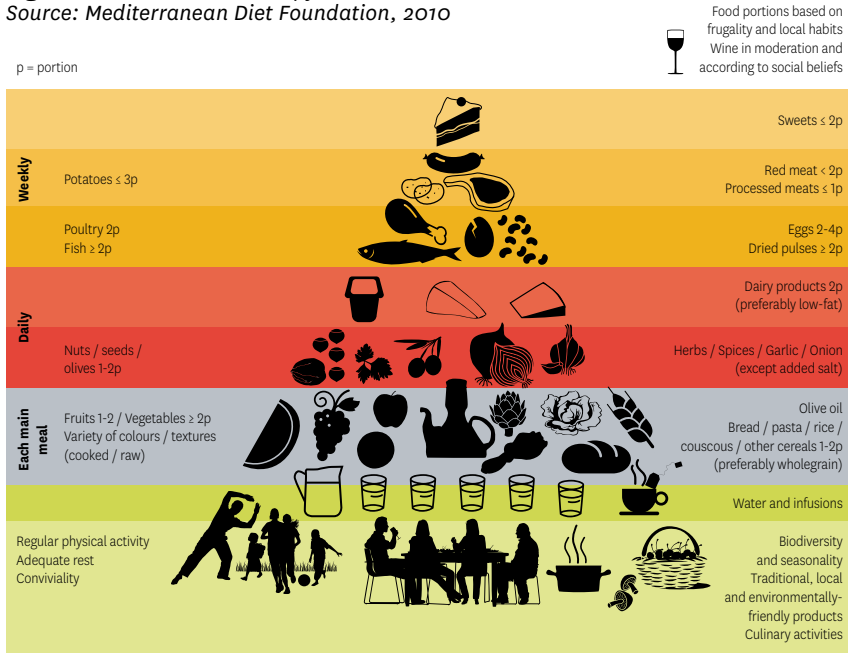 Source: Mediterranean Diet Foundation, 2010
Food portions based on
frugality and local habits
Wine in moderation and
according to social beliefs
p = portion
Sweets ≤ 2p
Weekly
Potatoes ≤ 3p
Red meat < 2p
Processed meats ≤ 1p
Poultry 2p
Fish ≥ 2p
Eggs 2-4p
Dried pulses ≥ 2p
Daily
Dairy products 2p
(preferably low-fat)
Nuts / seeds /
olives 1-2p
Herbs / Spices / Garlic / Onion
(except added salt)
Each main
meal
Fruits 1-2 / Vegetables ≥ 2p
Variety of colours / textures
(cooked / raw)
Olive oil
Bread / pasta / rice /
couscous / other cereals 1-2p
(preferably wholegrain)
Water and infusions
Regular physical activity
Adequate rest
Conviviality
Biodiversity
and seasonality
Traditional, local
and environmentally-
friendly products
Culinary activities